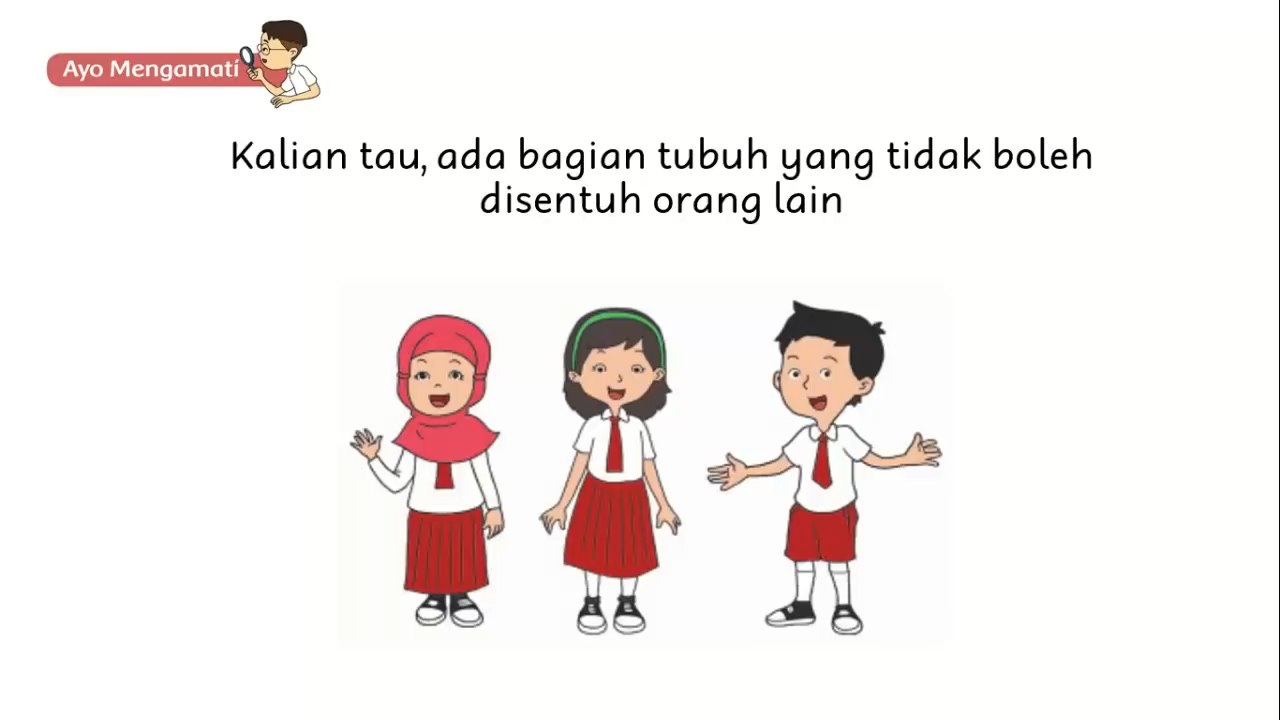 Ayo Mengamati
Kalian tau, ada bagian tubuh yang tidak boleh
disentuh orang lain